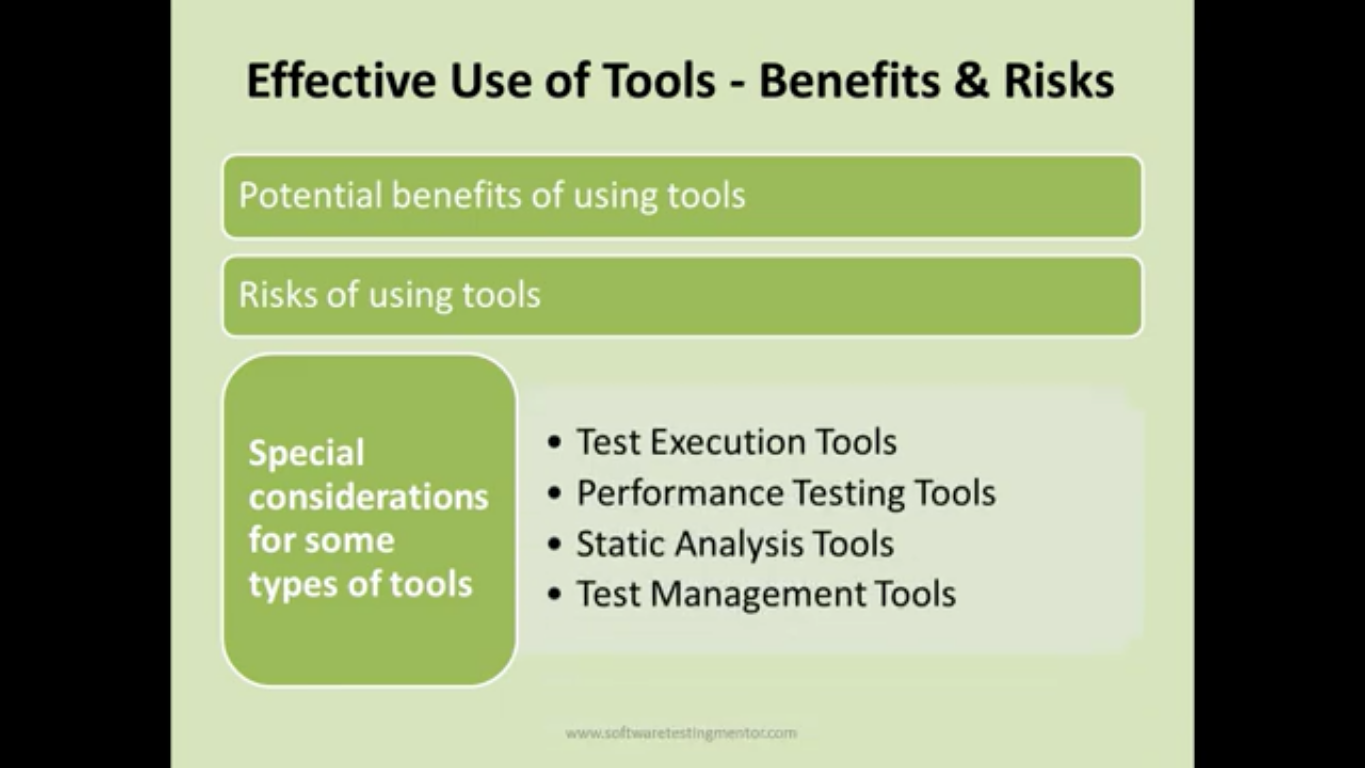 Effective Use of Tools - Benefits & Risks
Potential benefits of using tools
Risks of using tools
Special
considerations
for some
types of tools
• Test Execution Tools
• Performance Testing Tools
• Static Analysis Tools
• Test Management Tools
www.softwaretestingmentor.com